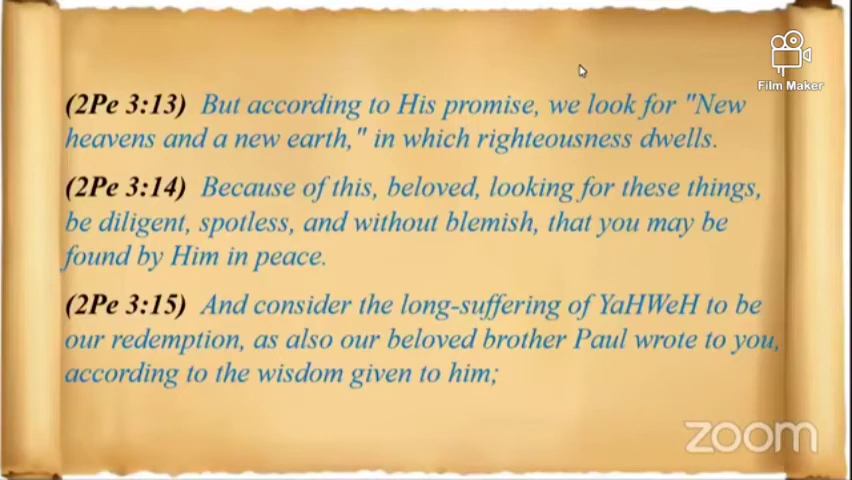 Film Maker
(2Pe 3:13) But according to His promise, we look for "New
heavens and a new earth," in which righteousness dwells.
(2Pe 3:14) Because of this, beloved, looking for these things,
be diligent, spotless, and without blemish, that you may be
found by Him in peace.
(2Pe 3:15) And consider the long-suffering of YaHWeH to be
our redemption, as also our beloved brother Paul wrote to you,
according to the wisdom given to him;
zoom